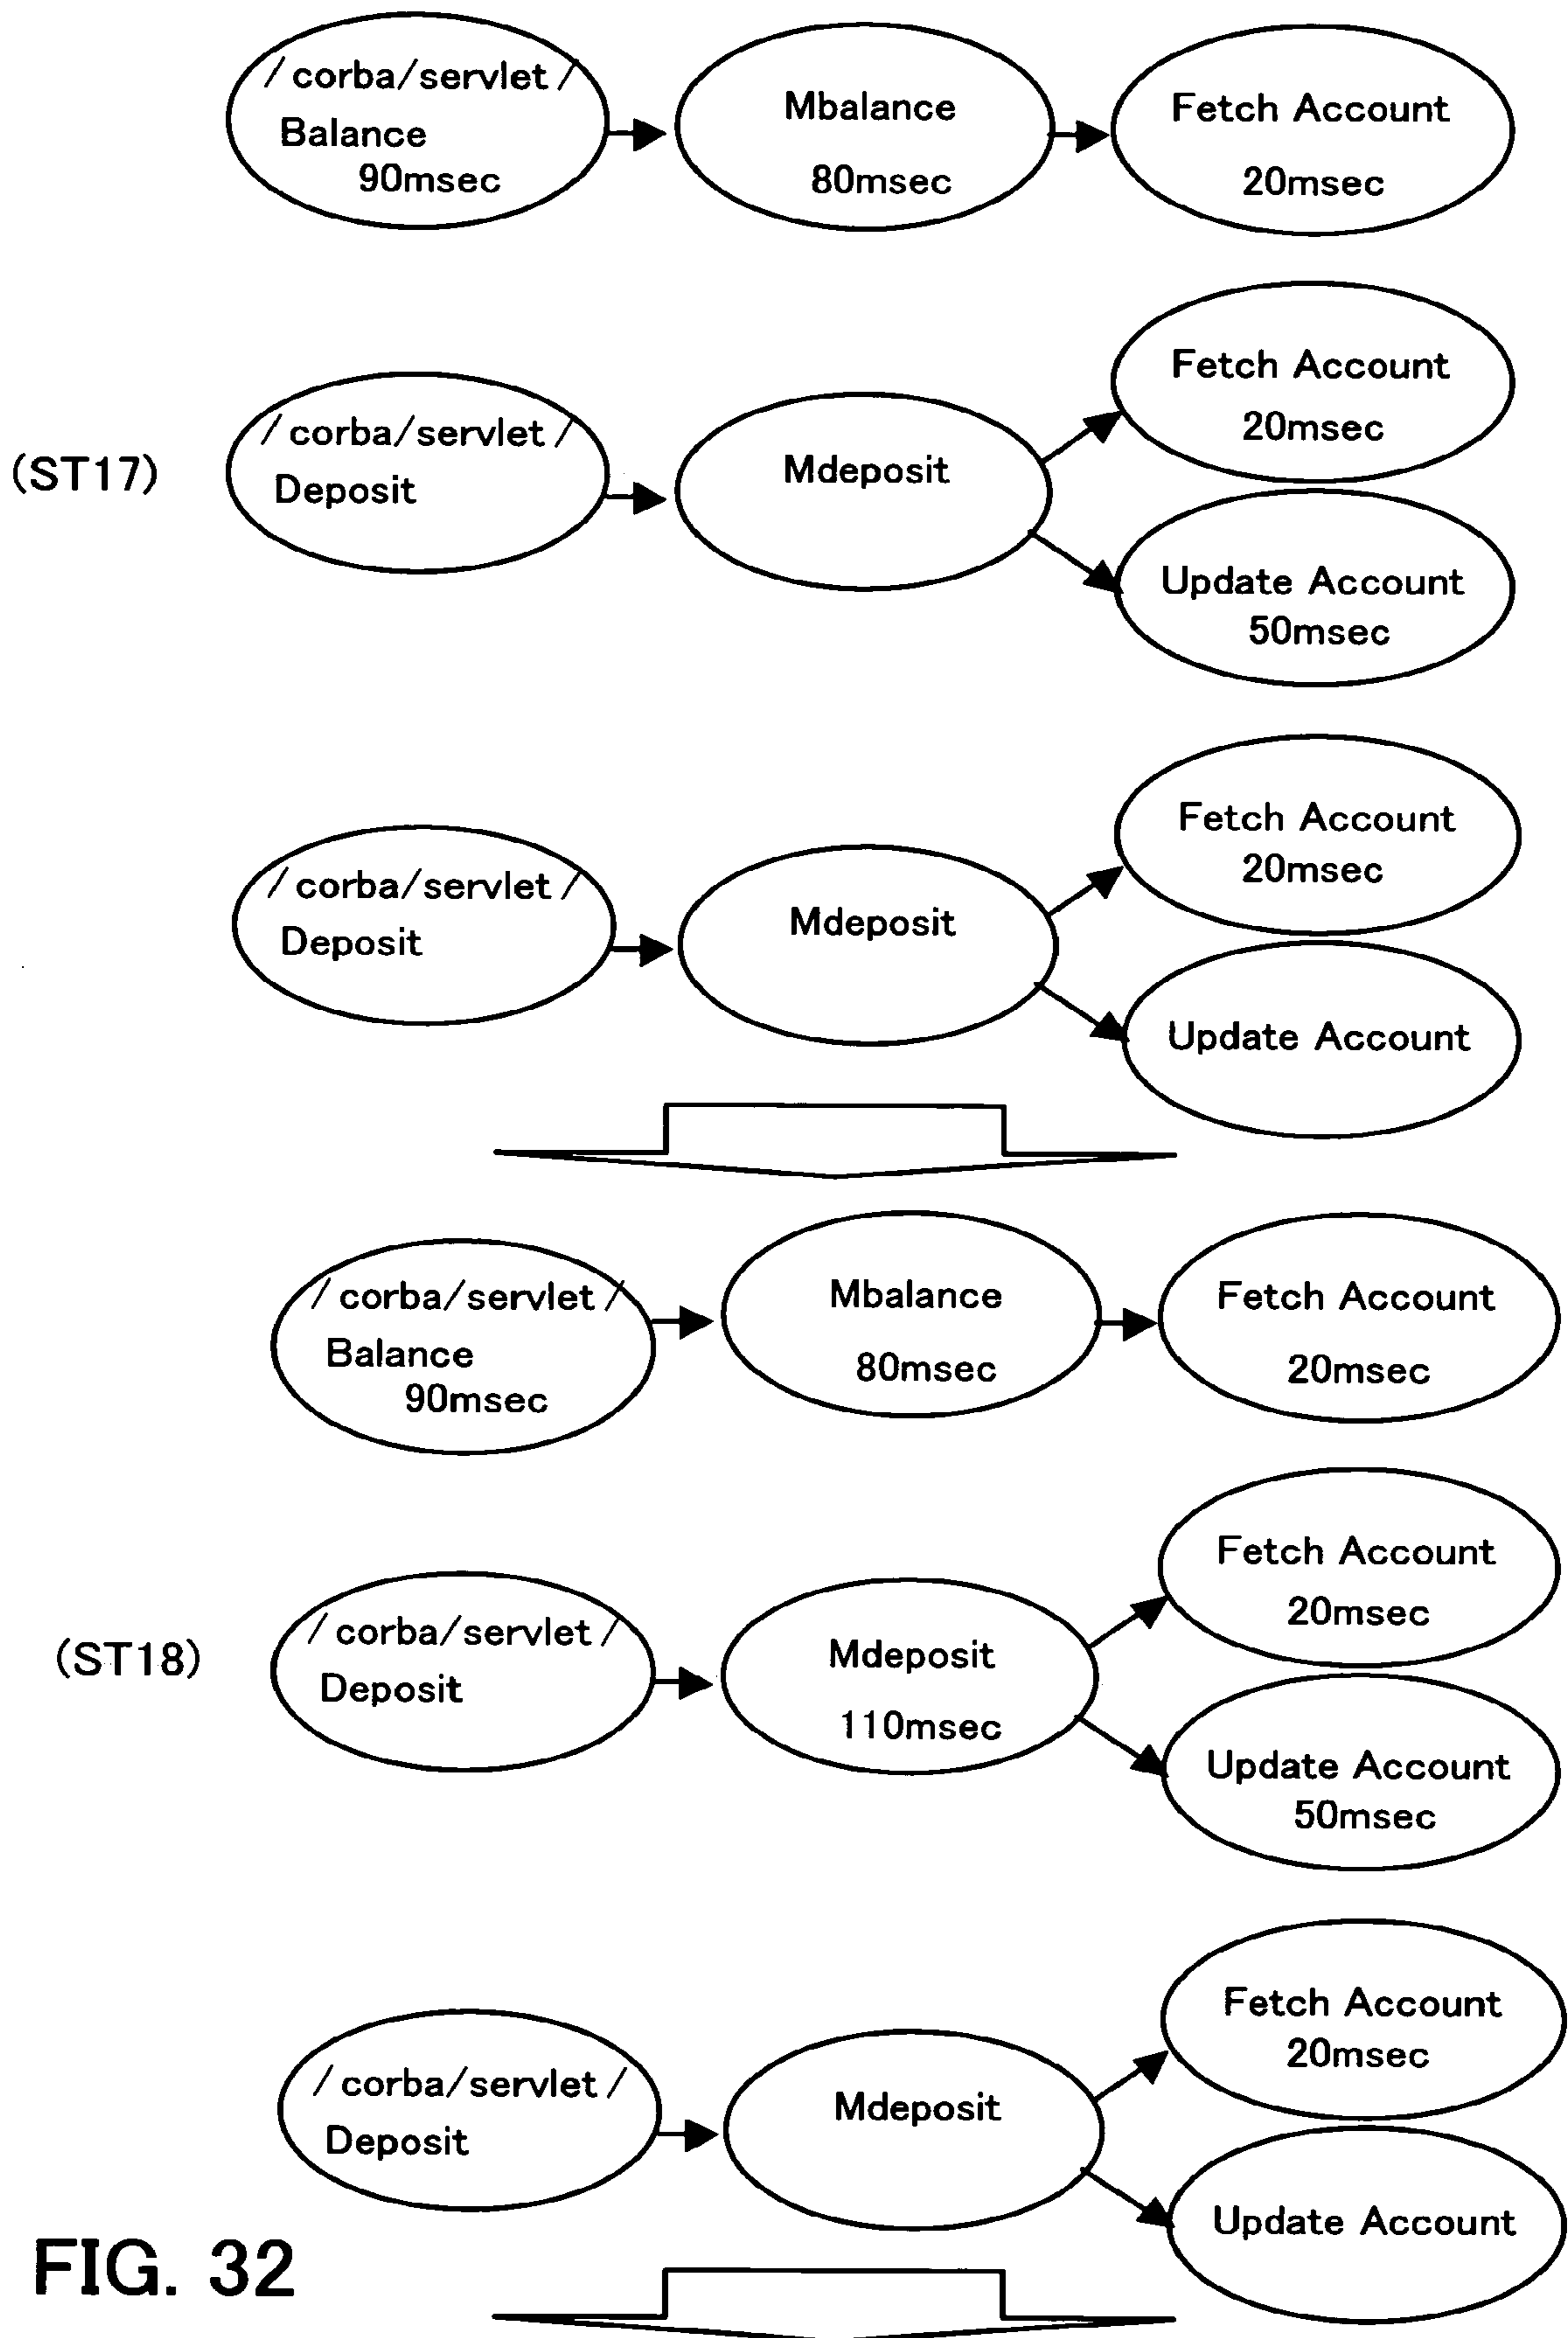 / corba/servlet /
Balance
90msec
Mbalance
80msec
Fetch Account
20msec
(ST17)
/ corba/servlet /
Deposit
Mdeposit
Fetch Account
20msec
Update Account
50msec
/ corba/servlet /
Deposit
Mdeposit
Fetch Account
20msec
Update Account
/ corba/servlet /
Balance
90msec
Mbalance
80msec
Fetch Account
20msec
(ST18)
/ corba/servlet /
Deposit
Mdeposit
110msec
Fetch Account
20msec
Update Account
50msec
/ corba/servlet /
Deposit
Mdeposit
Fetch Account
20msec
Update Account
FIG. 32